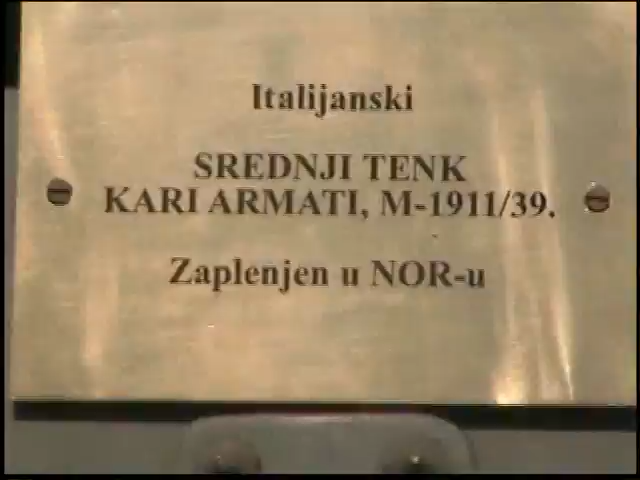 Italijanski
SREDNJI TENK
KARI ARMATI, M-1911/39.
Zaplenjen u NOR-u